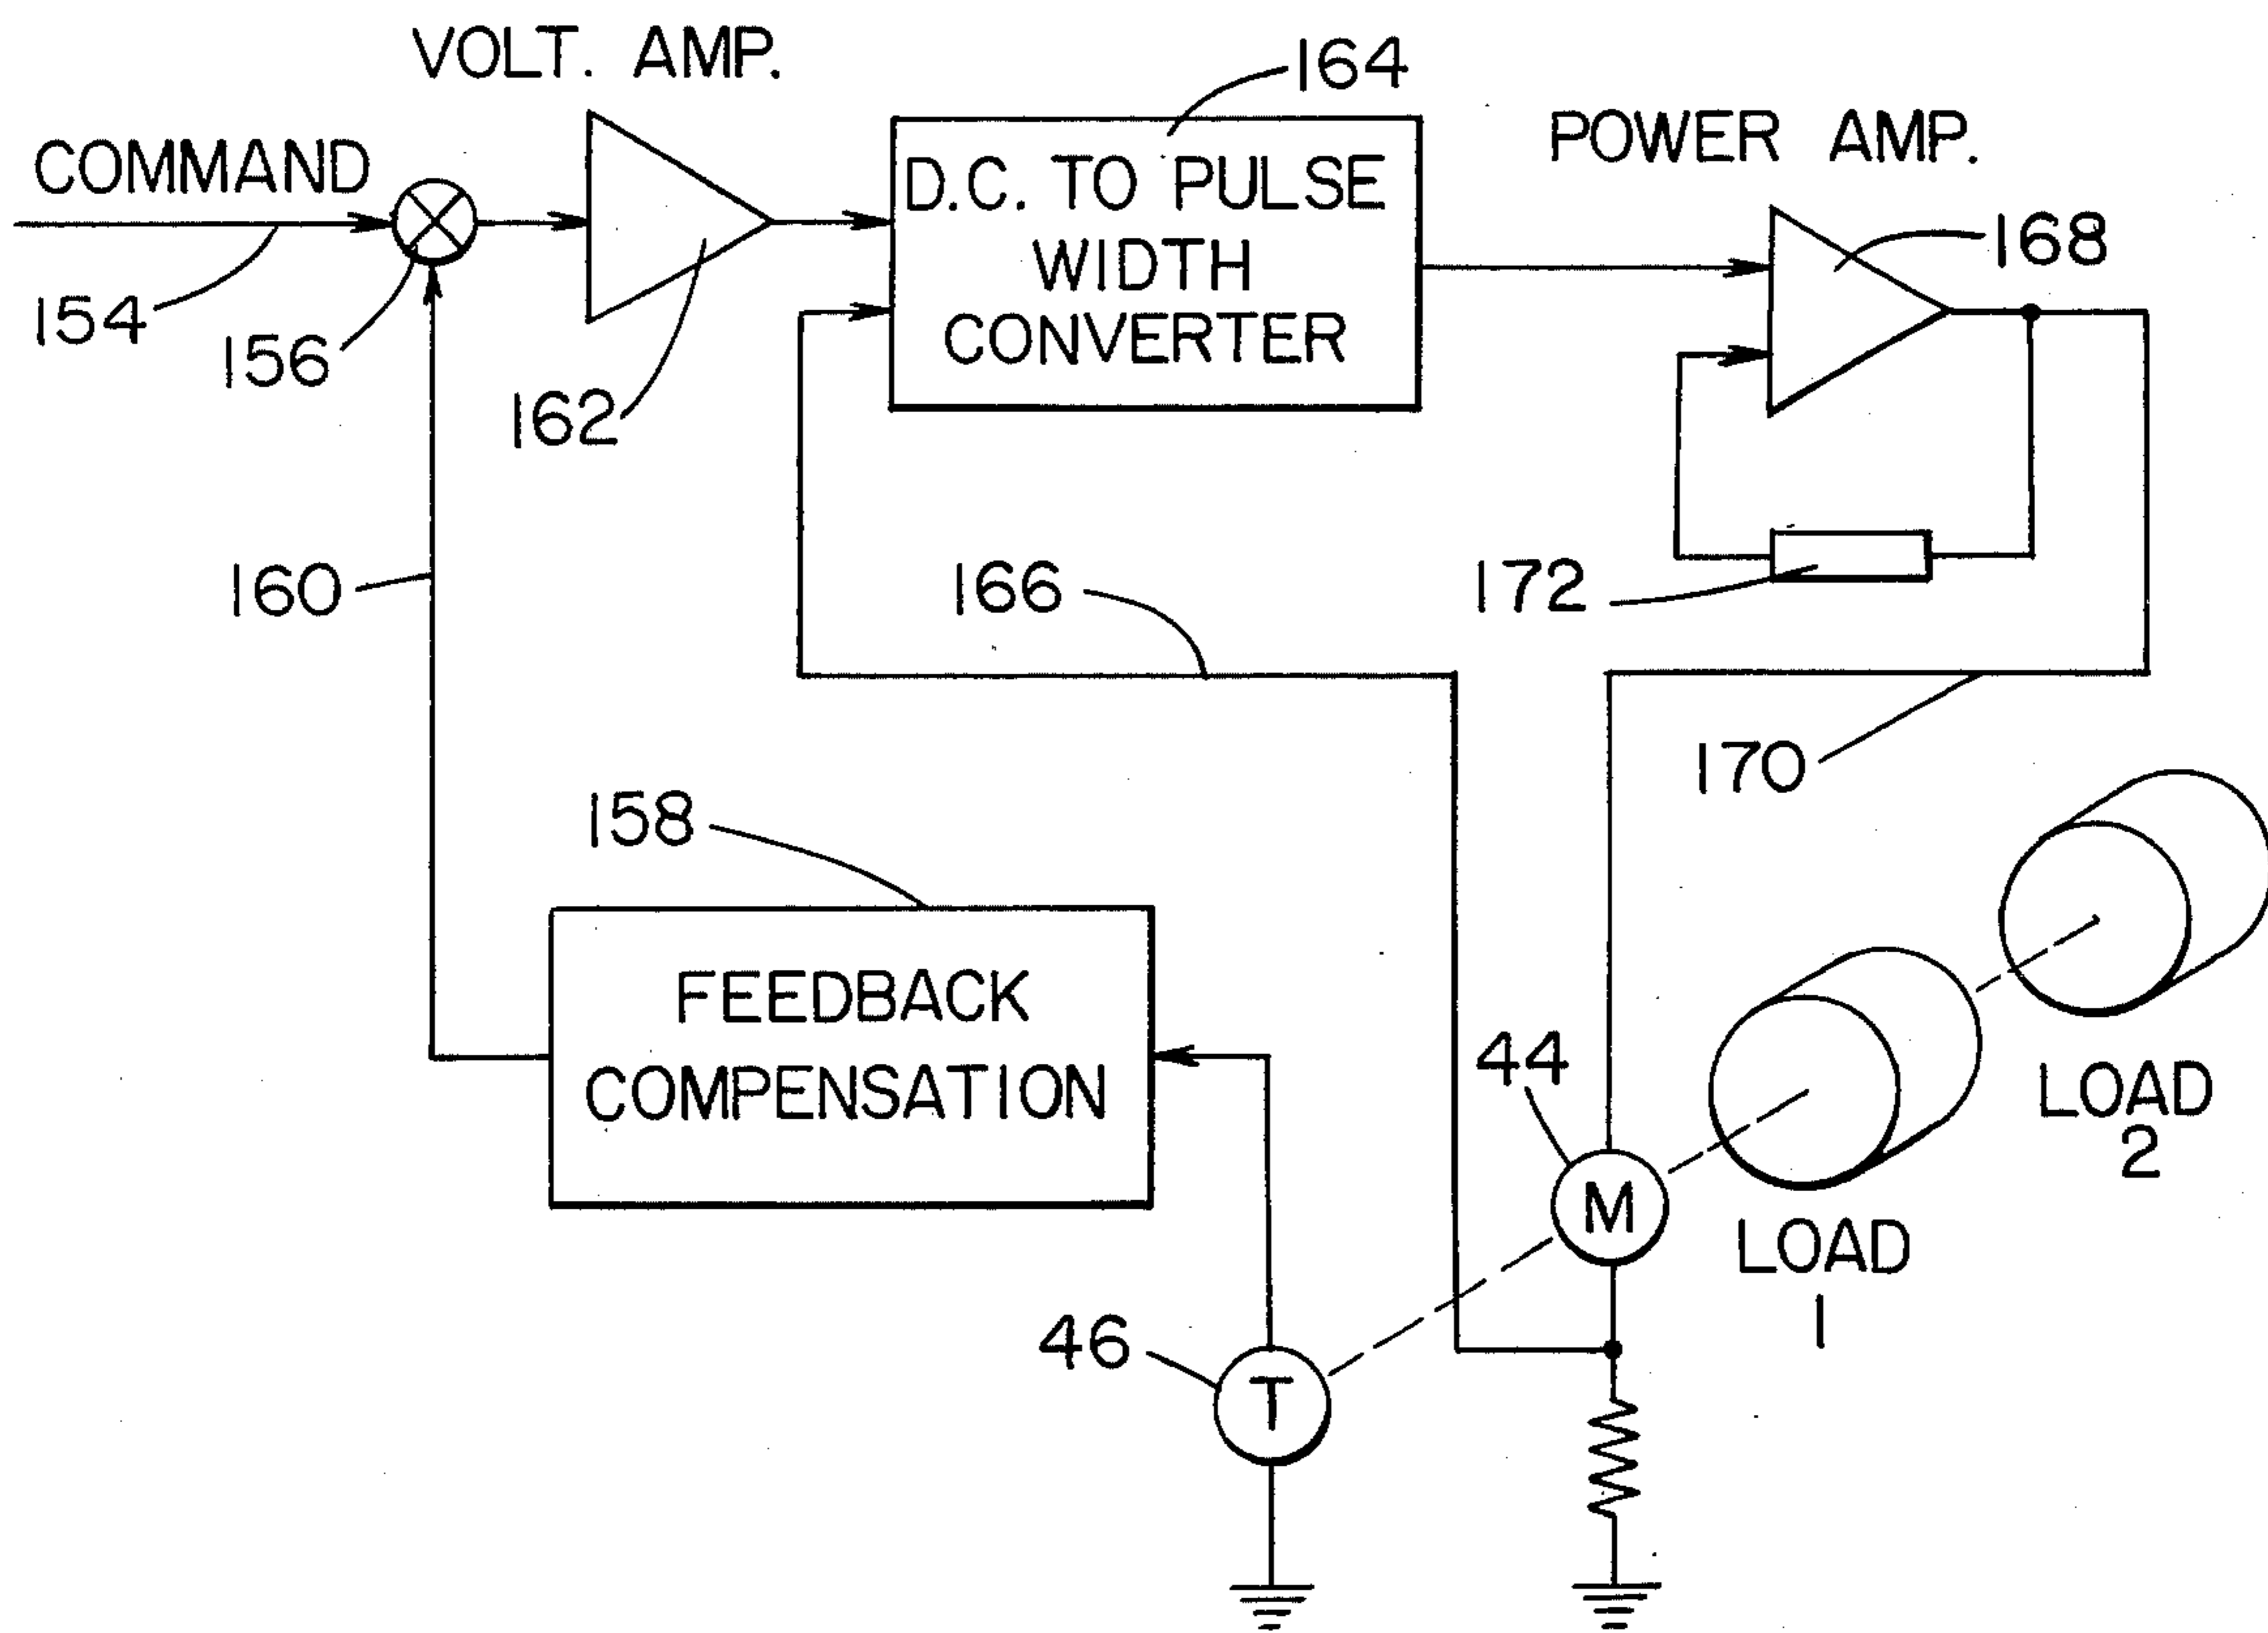 VOLT. AMP.
164
COMMAND
D.C. TO PULSE
WIDTH
CONVERTER
POWER AMP.
168
154
156
162
160
166
172
170
158
FEEDBACK
COMPENSATION
44
M
LOAD
2
LOAD
1
46
T